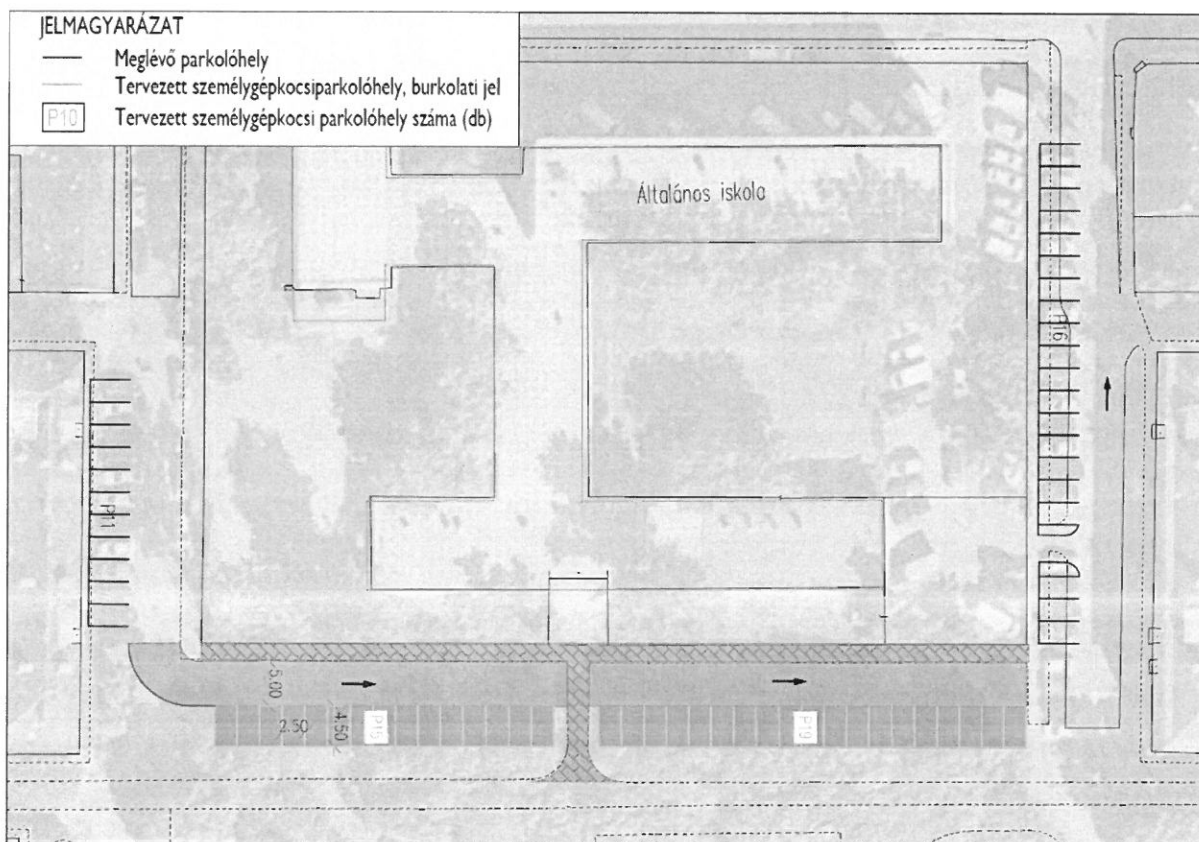 JELMAGYARÁZAT
Meglévő parkolóhely
Tervezett személygépkocsiparkolóhely, burkolati jel
P10 Tervezett személygépkocsi parkolóhely száma (db)
Általános iskola
P16
P11
5.00
2.50
4.50
P15
P19